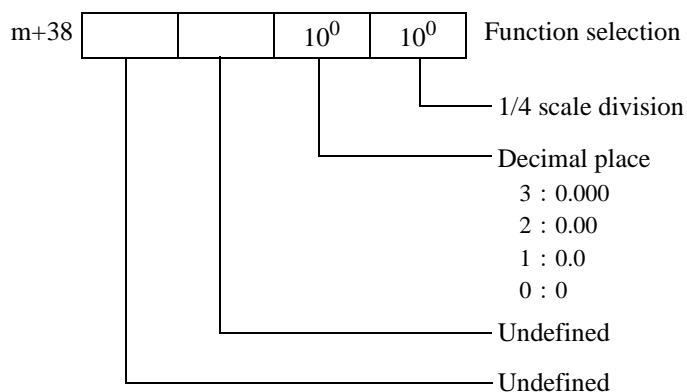 m+38 10⁰ 10⁰ Function selection
1/4 scale division
Decimal place
3 : 0.000
2 : 0.00
1 : 0.0
0 : 0
Undefined
Undefined